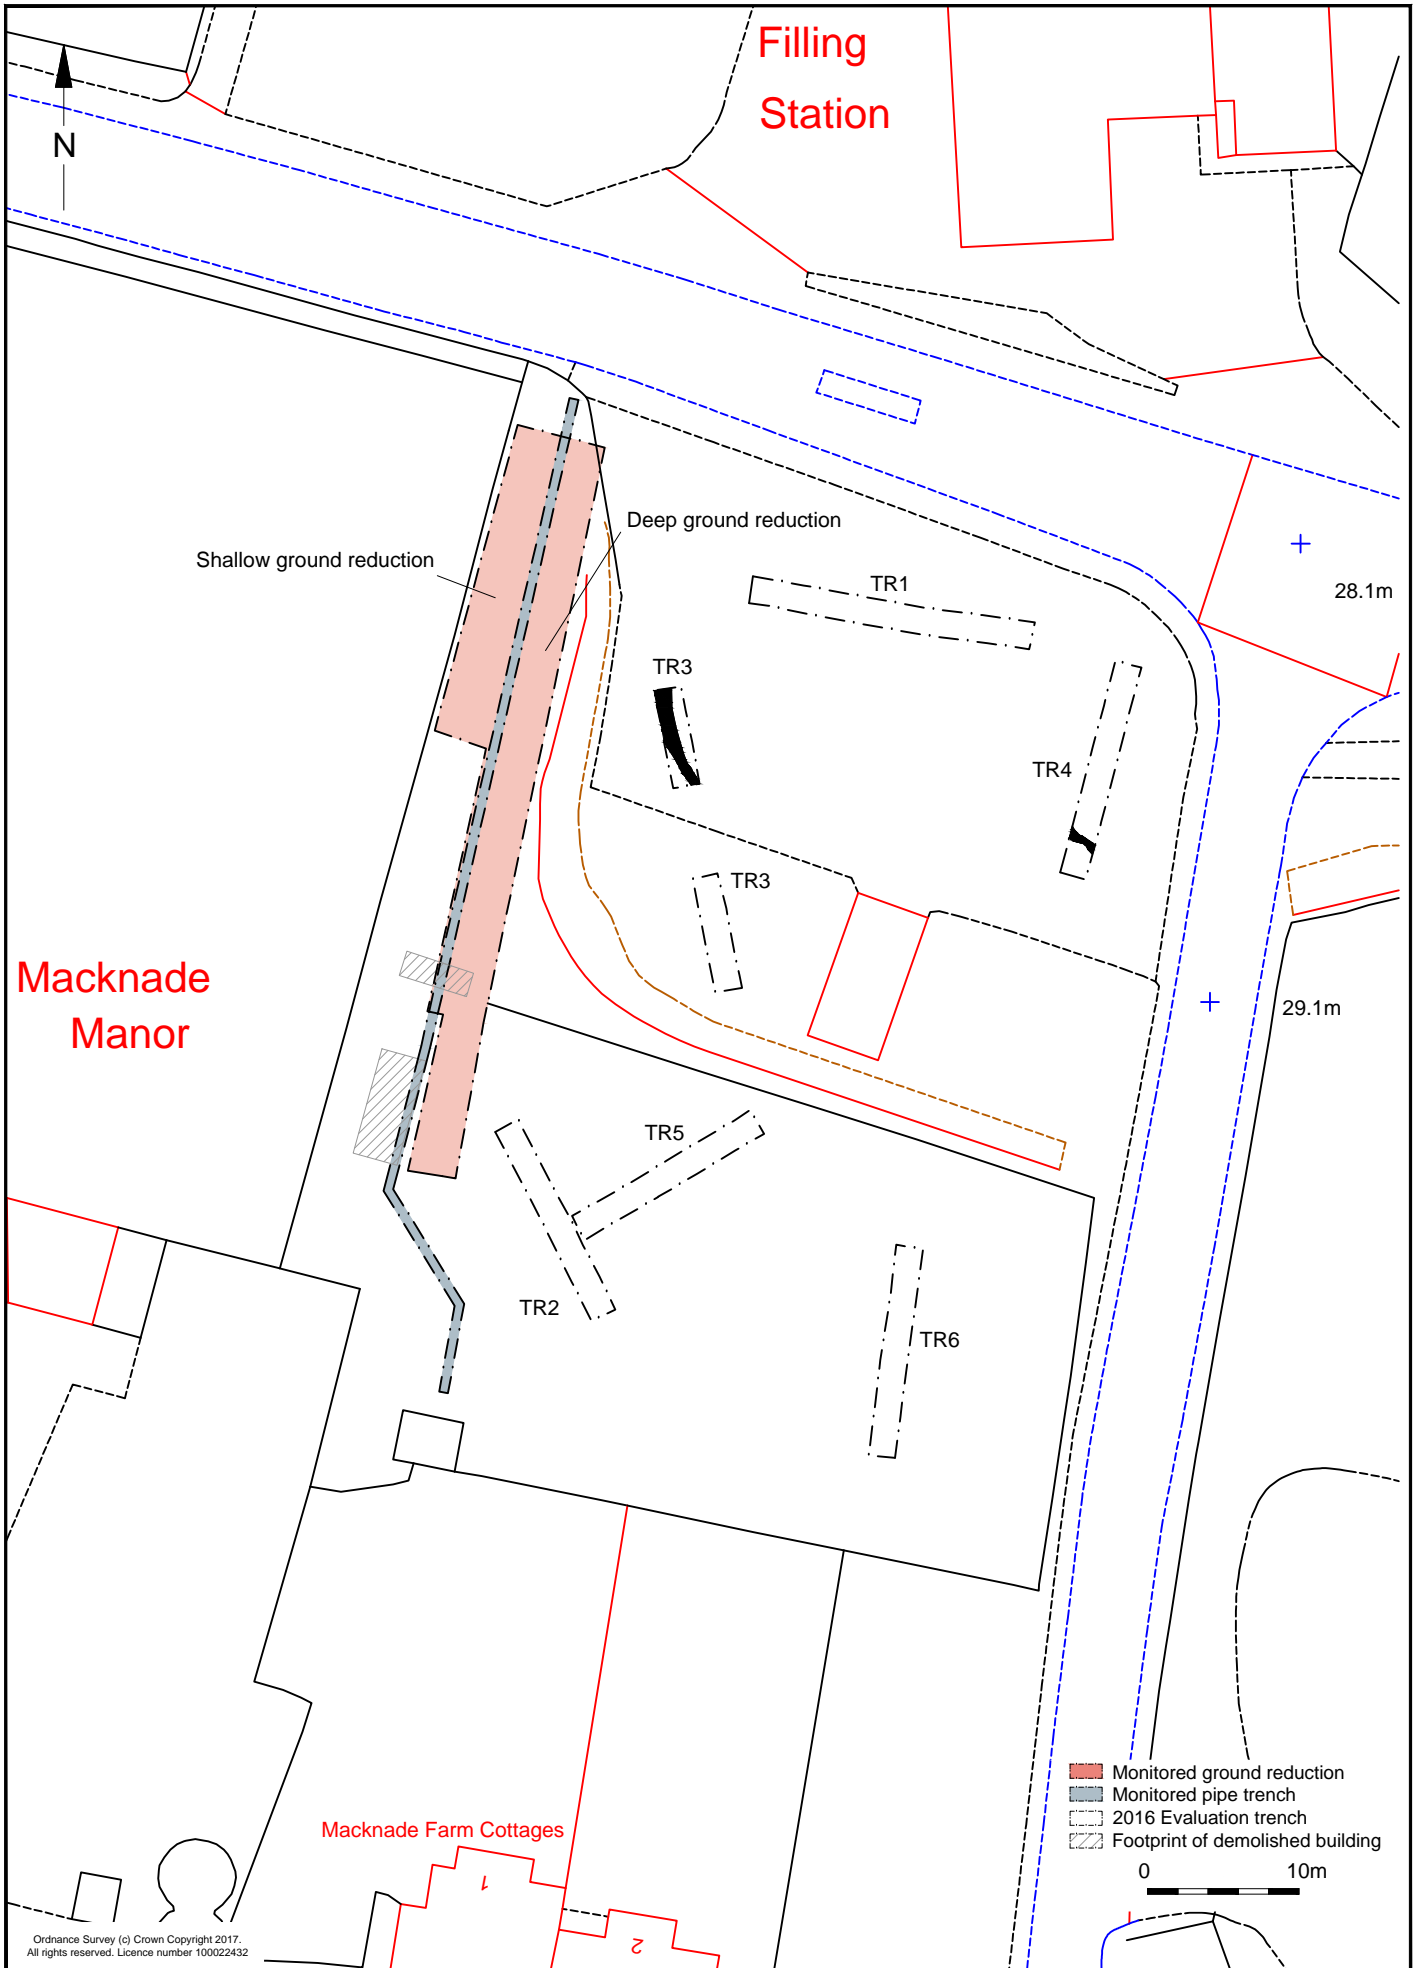 Filling
Station
N
Deep ground reduction
Shallow ground reduction
TR1
28.1m
TR3
TR4
TR3
Macknade
Manor
29.1m
TR5
TR2
TR6
Monitored ground reduction
Monitored pipe trench
2016 Evaluation trench
Footprint of demolished building
Macknade Farm Cottages
0 10m
1
2
Ordnance Survey (c) Crown Copyright 2017.
All rights reserved. Licence number 100022432